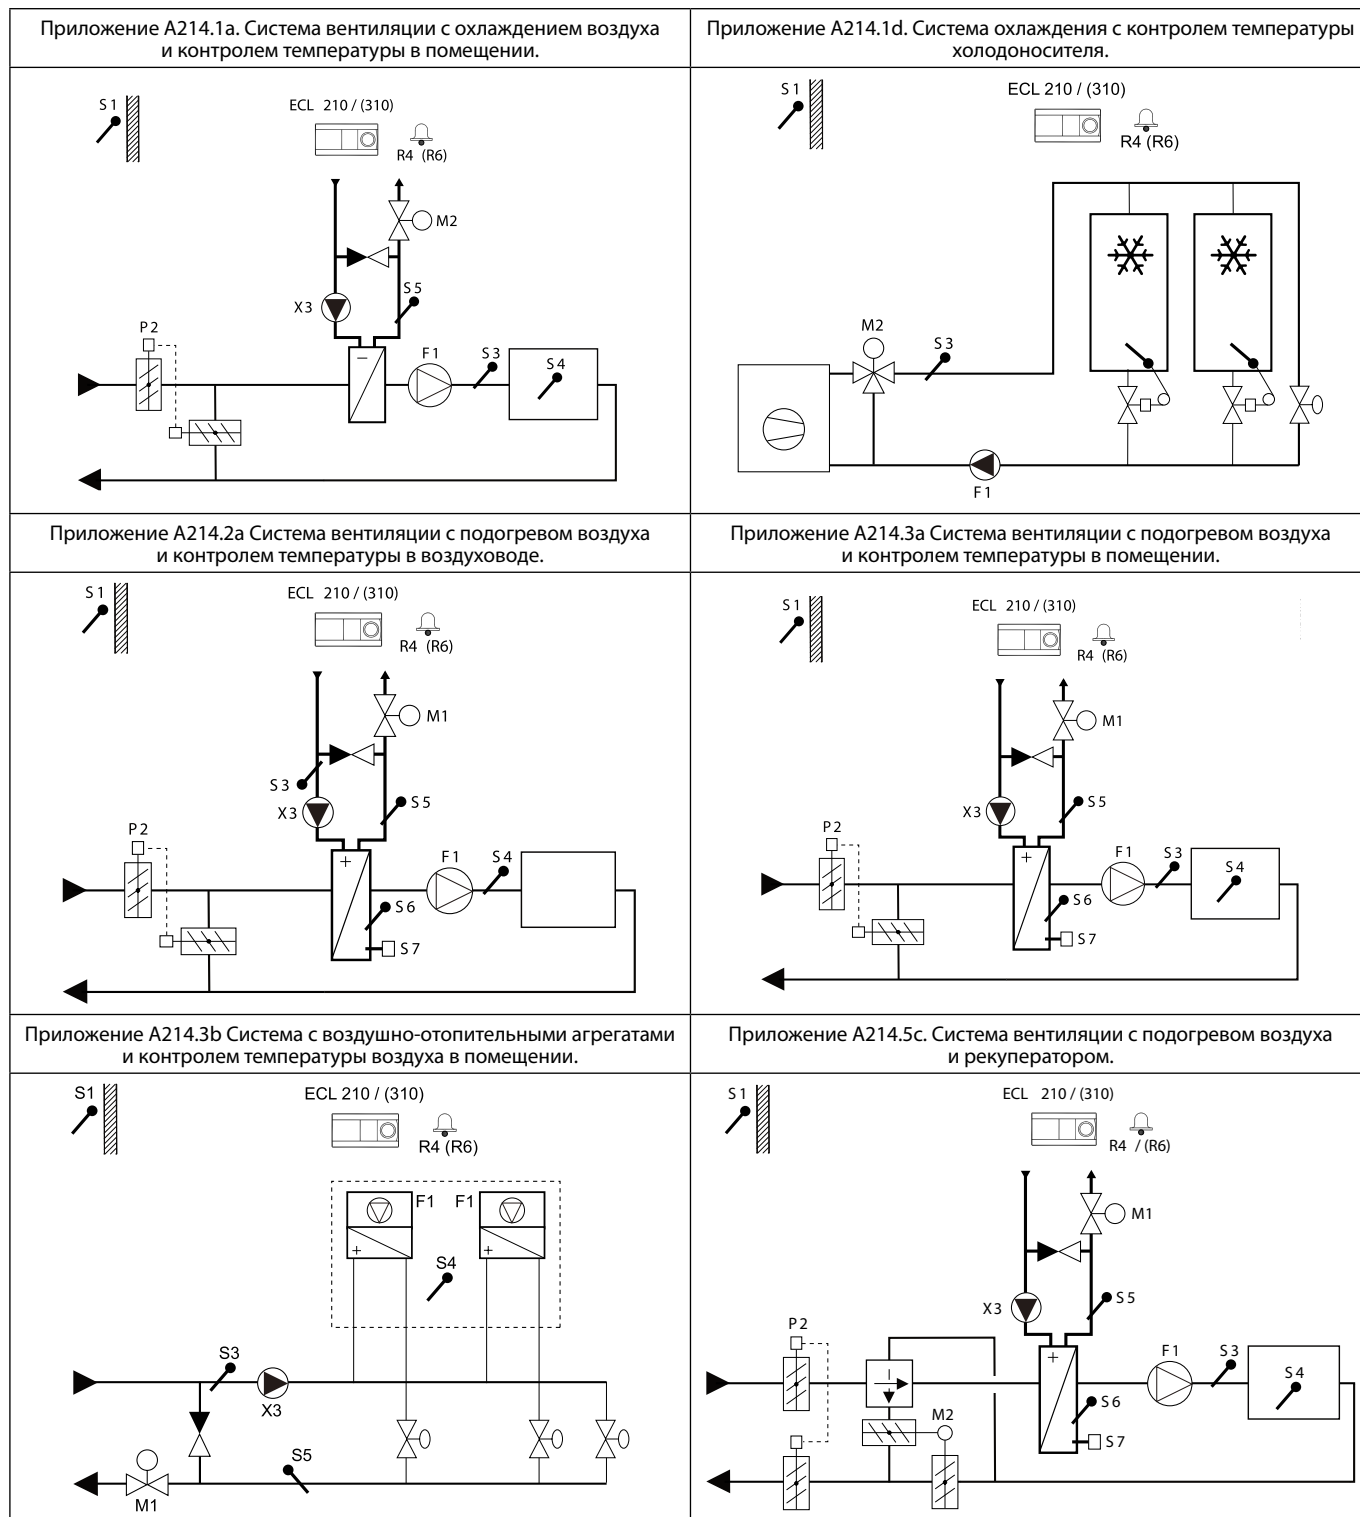 Приложение A214.1a. Система вентиляции с охлаждением воздуха
и контролем температуры в помещении.
S1
ECL 210 / (310)
R4 (R6)
M2
S5
X3
P2
F1
S3
S4
Приложение A214.1d. Система охлаждения с контролем температуры
холодоносителя.
S1
ECL 210 / (310)
R4 (R6)
M2
S3
F1
Приложение A214.2a Система вентиляции с подогревом воздуха
и контролем температуры в воздуховоде.
S1
ECL 210 / (310)
R4 (R6)
M1
S3
X3
S5
P2
F1
S4
S6
S7
Приложение A214.3a Система вентиляции с подогревом воздуха
и контролем температуры в помещении.
S1
ECL 210 / (310)
R4 (R6)
M1
X3
S5
P2
F1
S3
S4
S6
S7
Приложение A214.3b Система с воздушно-отопительными агрегатами
и контролем температуры воздуха в помещении.
S1
ECL 210 / (310)
R4 (R6)
F1
F1
S4
S3
X3
S5
M1
Приложение A214.5c. Система вентиляции с подогревом воздуха
и рекуператором.
S1
ECL 210 / (310)
R4 / (R6)
M1
X3
S5
P2
F1
S3
S4
S6
M2
S7